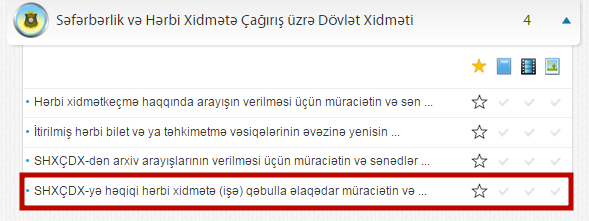 Səfərbərlik və Hərbi Xidmətə Çağırış üzrə Dövlət Xidməti 4
Hərbi xidmətkeçmə haqqında arayışın verilməsi üçün müraciətin və sən ...
İtirilmiş hərbi bilet və ya təhkimetmə vəsiqələrinin əvəzinə yenisin ...
SHXÇDX-dən arxiv arayışlarının verilməsi üçün müraciətin və sənədlər ...
SHXÇDX-yə həqiqi hərbi xidmətə (işə) qəbulla əlaqədar müraciətin və ...